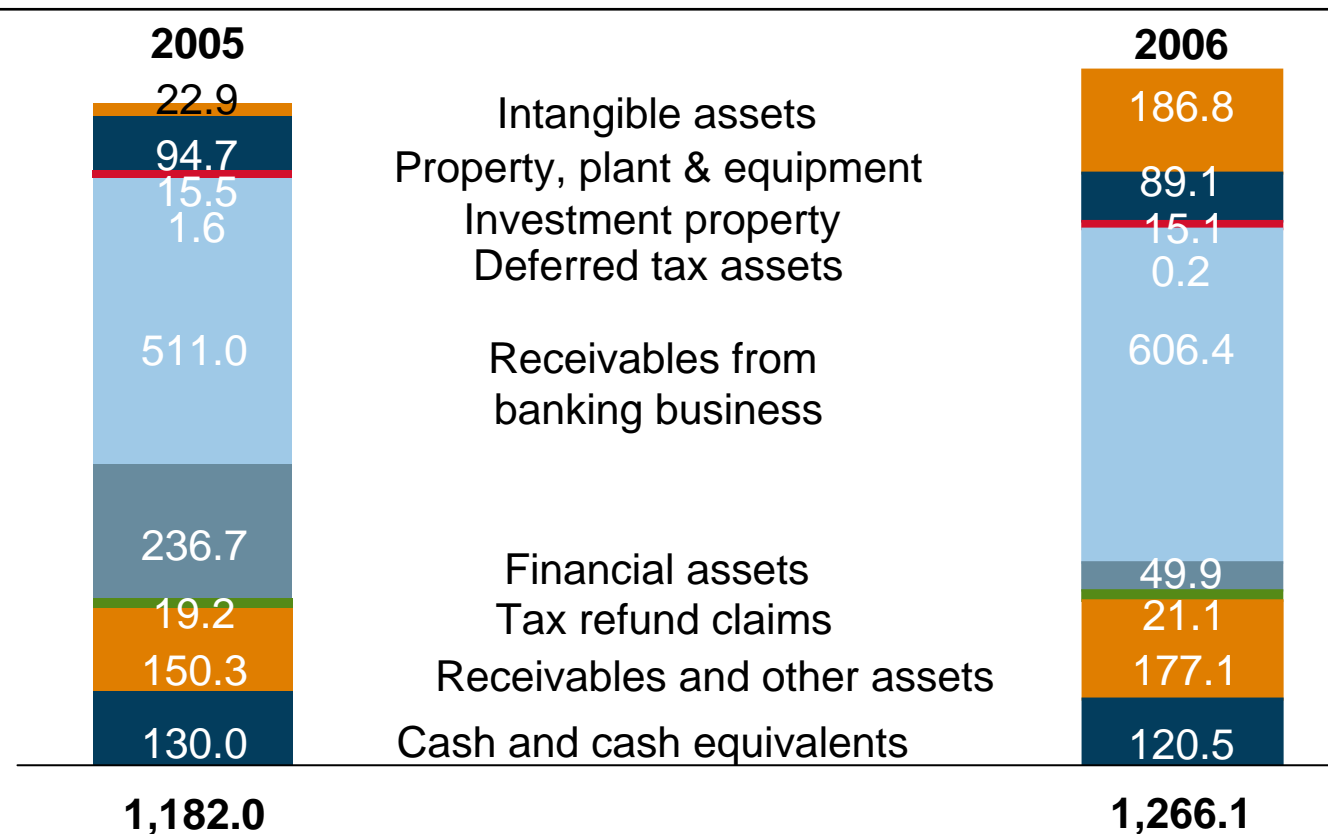 2005 2006
22.9 Intangible assets 186.8
94.7 Property, plant & equipment 89.1
15.5 Investment property 15.1
1.6 Deferred tax assets 0.2
511.0 Receivables from 606.4
banking business
236.7 Financial assets 49.9
19.2 Tax refund claims 21.1
150.3 Receivables and other assets 177.1
130.0 Cash and cash equivalents 120.5
1,182.0 1,266.1